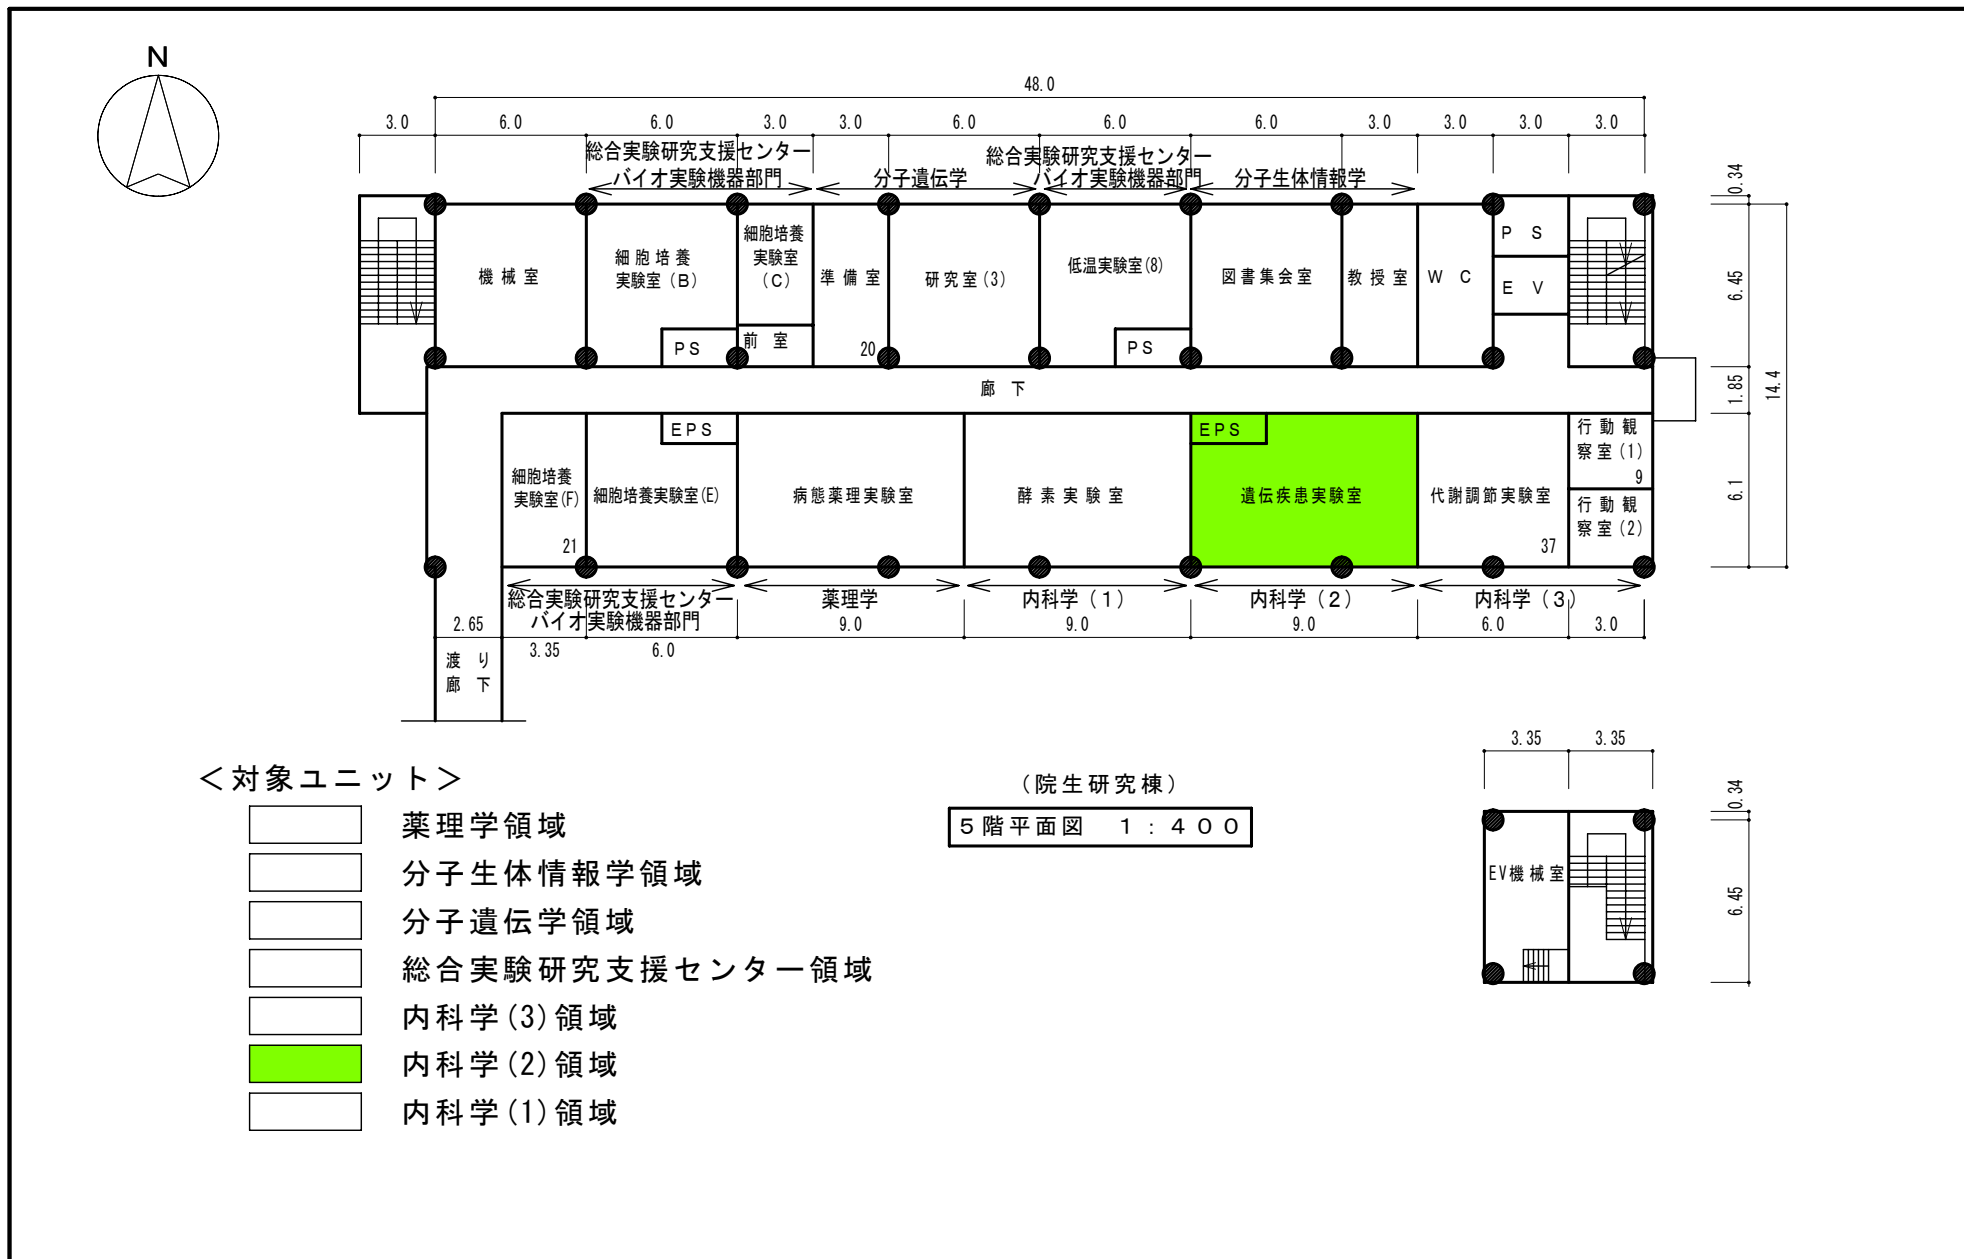 N
48.0
3.0 6.0 6.0 3.0 3.0 6.0 6.0 6.0 3.0 3.0 3.0 3.0
総合実験研究支援センター
バイオ実験機器部門
分子遺伝学
総合実験研究支援センター
バイオ実験機器部門
分子生体情報学
0.34
機械室
細胞培養
実験室(B)
PS
細胞培養
実験室
(C)
前室
準備室
20
研究室(3)
低温実験室(8)
PS
図書集会室
教授室
WC
PS
EV
6.45
廊下
1.85
14.4
細胞培養
実験室(F)
21
EPS
細胞培養実験室(E)
病態薬理実験室
酵素実験室
EPS
遺伝疾患実験室
代謝調節実験室
37
行動観
察室(1)
9
行動観
察室(2)
6.1
総合実験研究支援センター
バイオ実験機器部門
薬理学
内科学(1)
内科学(2)
内科学(3)
2.65 9.0 9.0 9.0 6.0 3.0
3.35 6.0
渡り
廊下
<対象ユニット>
薬理学領域
分子生体情報学領域
分子遺伝学領域
総合実験研究支援センター領域
内科学(3)領域
内科学(2)領域
内科学(1)領域
(院生研究棟)
5階平面図 1:400
3.35 3.35
0.34
EV機械室
6.45